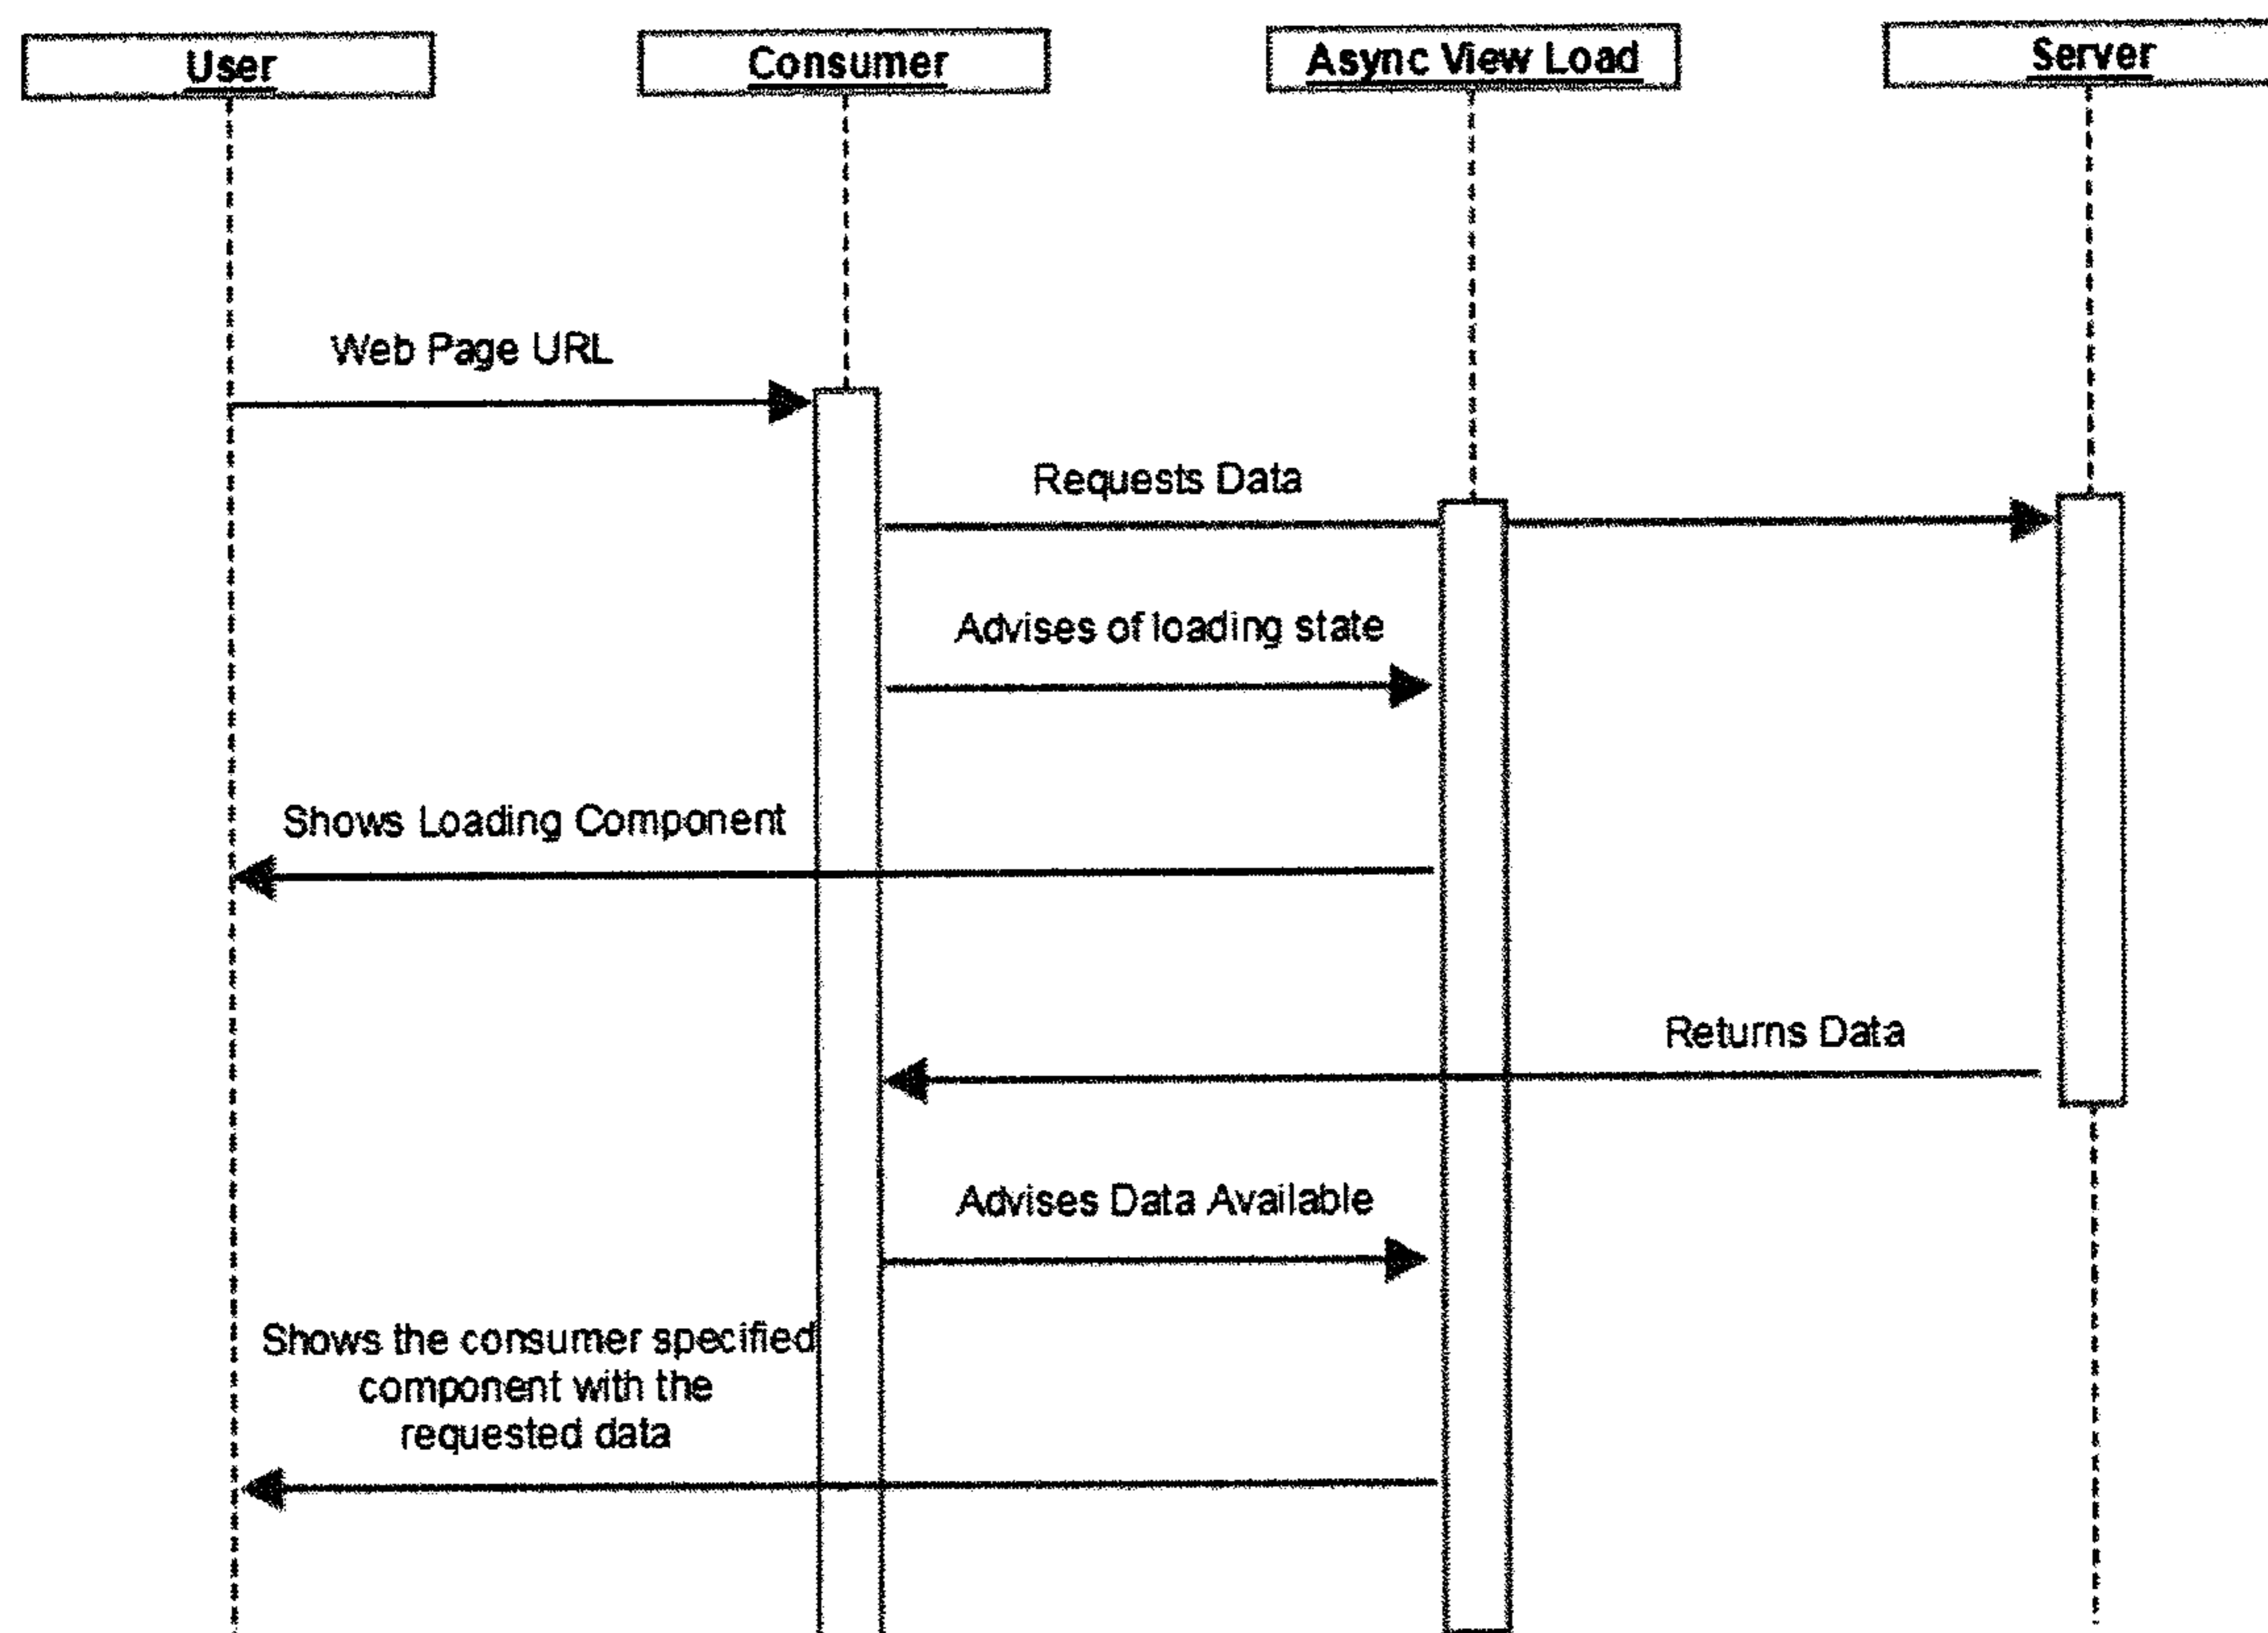 User
Consumer
Async View Load
Server
Web Page URL
Requests Data
Advises of loading state
Shows Loading Component
Returns Data
Advises Data Available
Shows the consumer specified
component with the
requested data